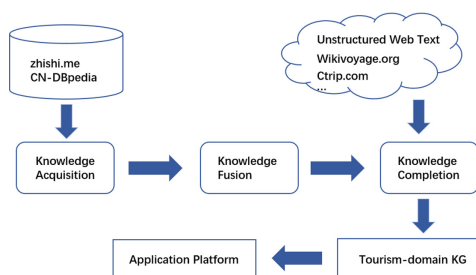 zhishi.me
CN-DBpedia
Unstructured Web Text
Wikivoyage.org
Ctrip.com
...
Knowledge
Acquisition
Knowledge
Fusion
Knowledge
Completion
Application Platform
Tourism-domain KG